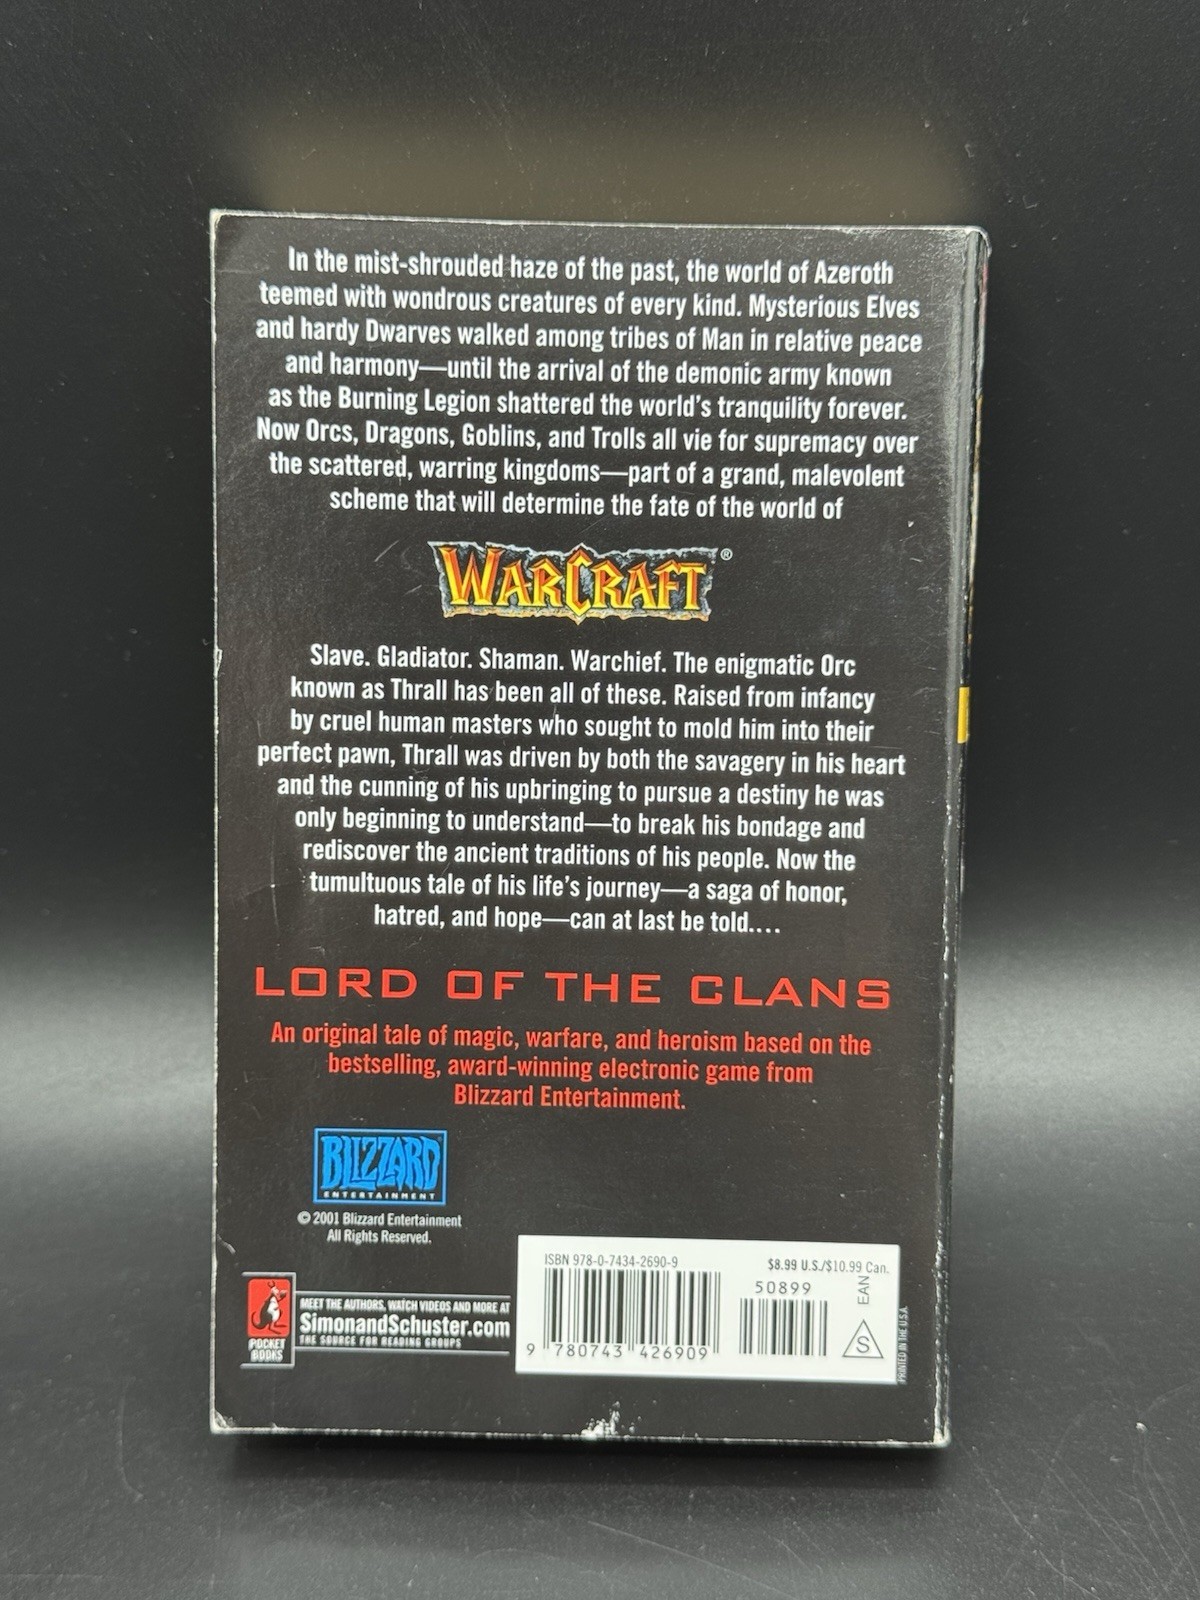 In the mist-shrouded haze of the past, the world of Azeroth
teemed with wondrous creatures of every kind. Mysterious Elves
and hardy Dwarves walked among tribes of Man in relative peace
and harmony—until the arrival of the demonic army known
as the Burning Legion shattered the world's tranquility forever.
Now Orcs, Dragons, Goblins, and Trolls all vie for supremacy over
the scattered, warring kingdoms—part of a grand, malevolent
scheme that will determine the fate of the world of
WARCRAFT®
Slave. Gladiator. Shaman. Warchief. The enigmatic Orc
known as Thrall has been all of these. Raised from infancy
by cruel human masters who sought to mold him into their
perfect pawn, Thrall was driven by both the savagery in his heart
and the cunning of his upbringing to pursue a destiny he was
only beginning to understand—to break his bondage and
rediscover the ancient traditions of his people. Now the
tumultuous tale of his life's journey—a saga of honor,
hatred, and hope—can at last be told....
LORD OF THE CLANS
An original tale of magic, warfare, and heroism based on the
bestselling, award-winning electronic game from
Blizzard Entertainment.
BLIZZARD
ENTERTAINMENT
© 2001 Blizzard Entertainment
All Rights Reserved.
POCKET
BOOKS
MEET THE AUTHORS, WATCH VIDEOS AND MORE AT
SimonandSchuster.com
THE SOURCE FOR READING GROUPS
ISBN 978-0-7434-2690-9
$8.99 U.S./$10.99 Can.
50899
9 780743 426909
EAN
S
PRINTED IN THE U.S.A.